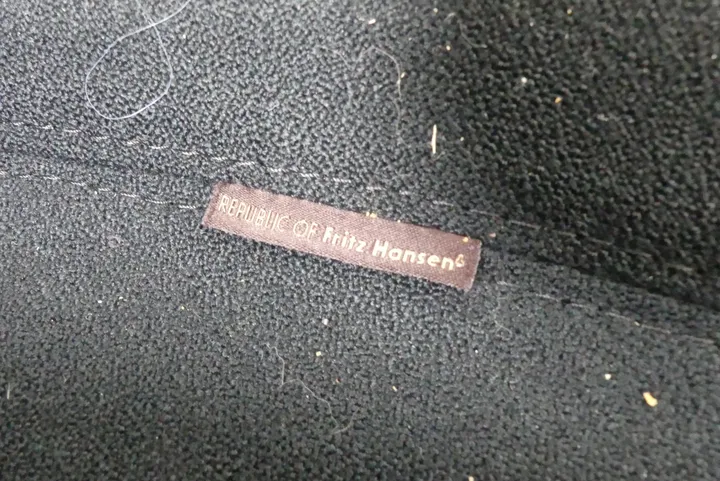 REPUBLIC OF Fritz Hansen